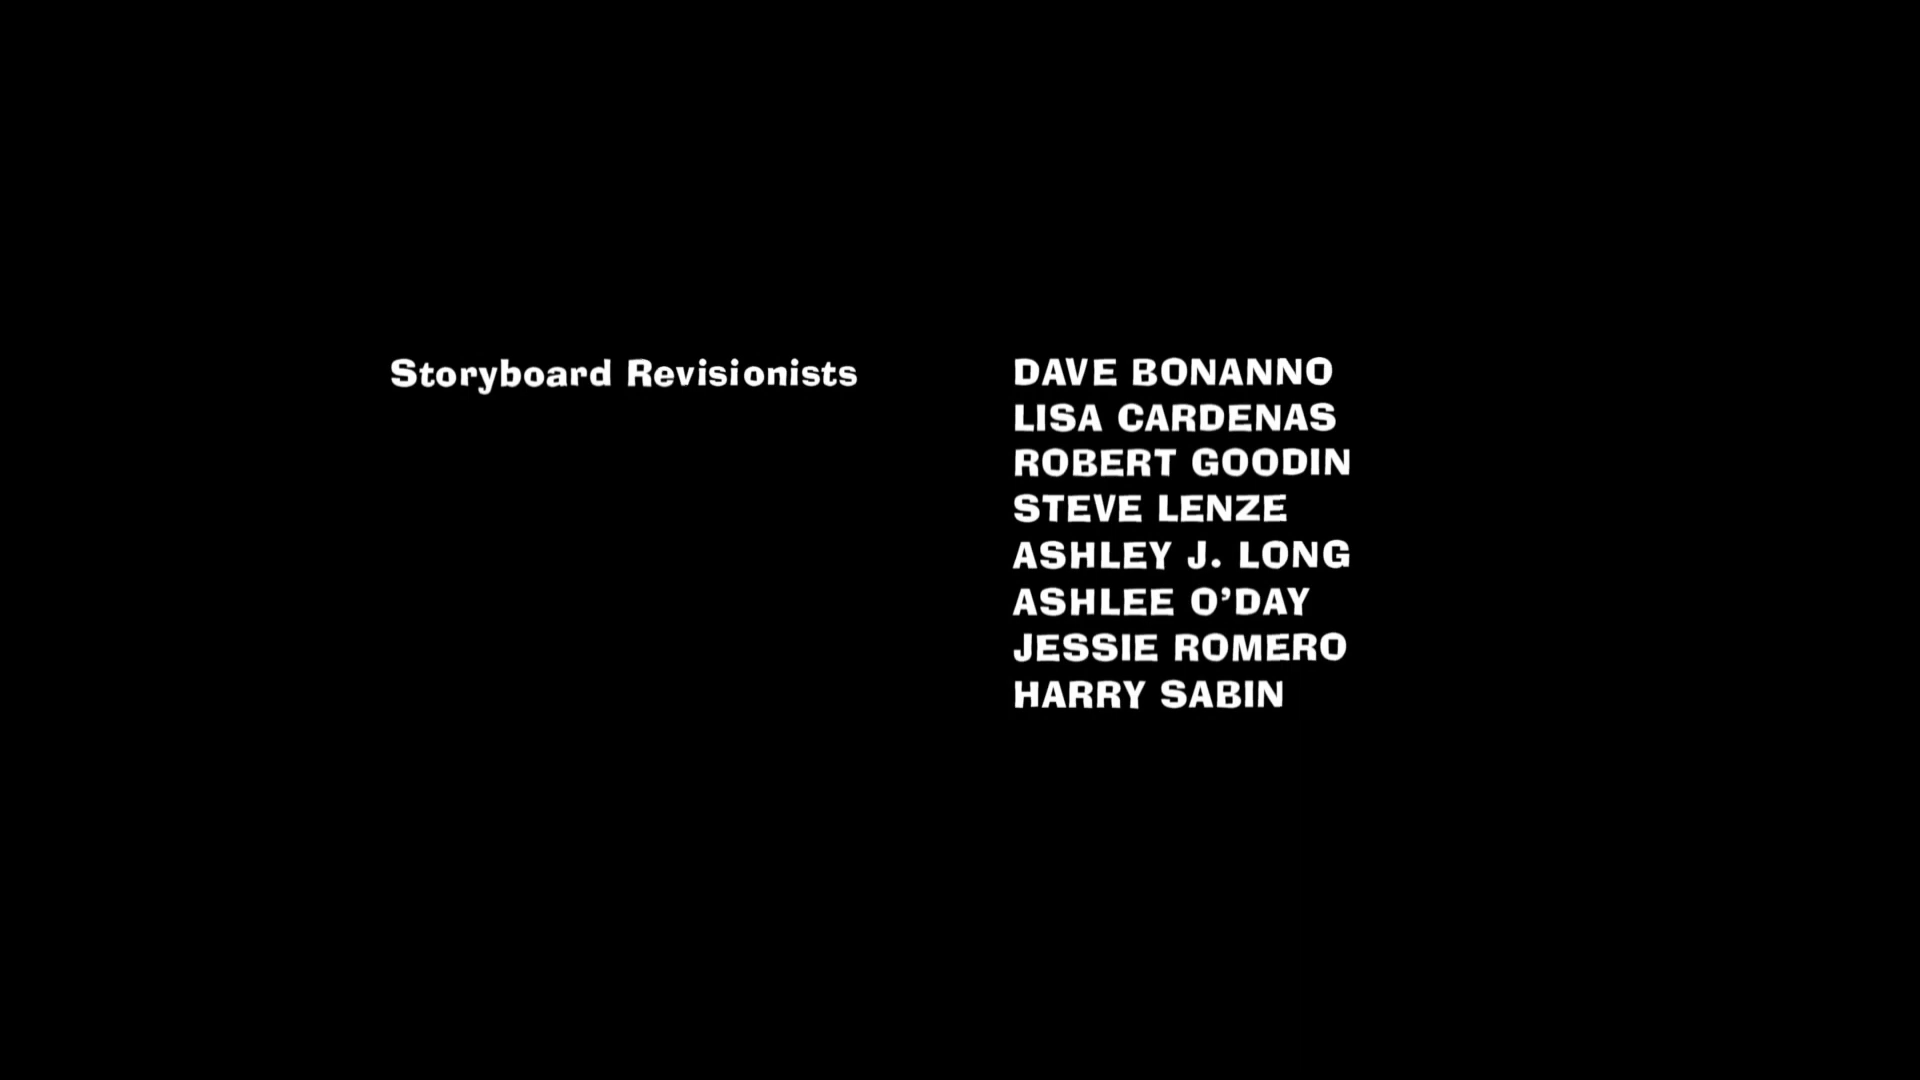 Storyboard Revisionists
DAVE BONANNO
LISA CARDENAS
ROBERT GOODIN
STEVE LENZE
ASHLEY J. LONG
ASHLEE O’DAY
JESSIE ROMERO
HARRY SABIN